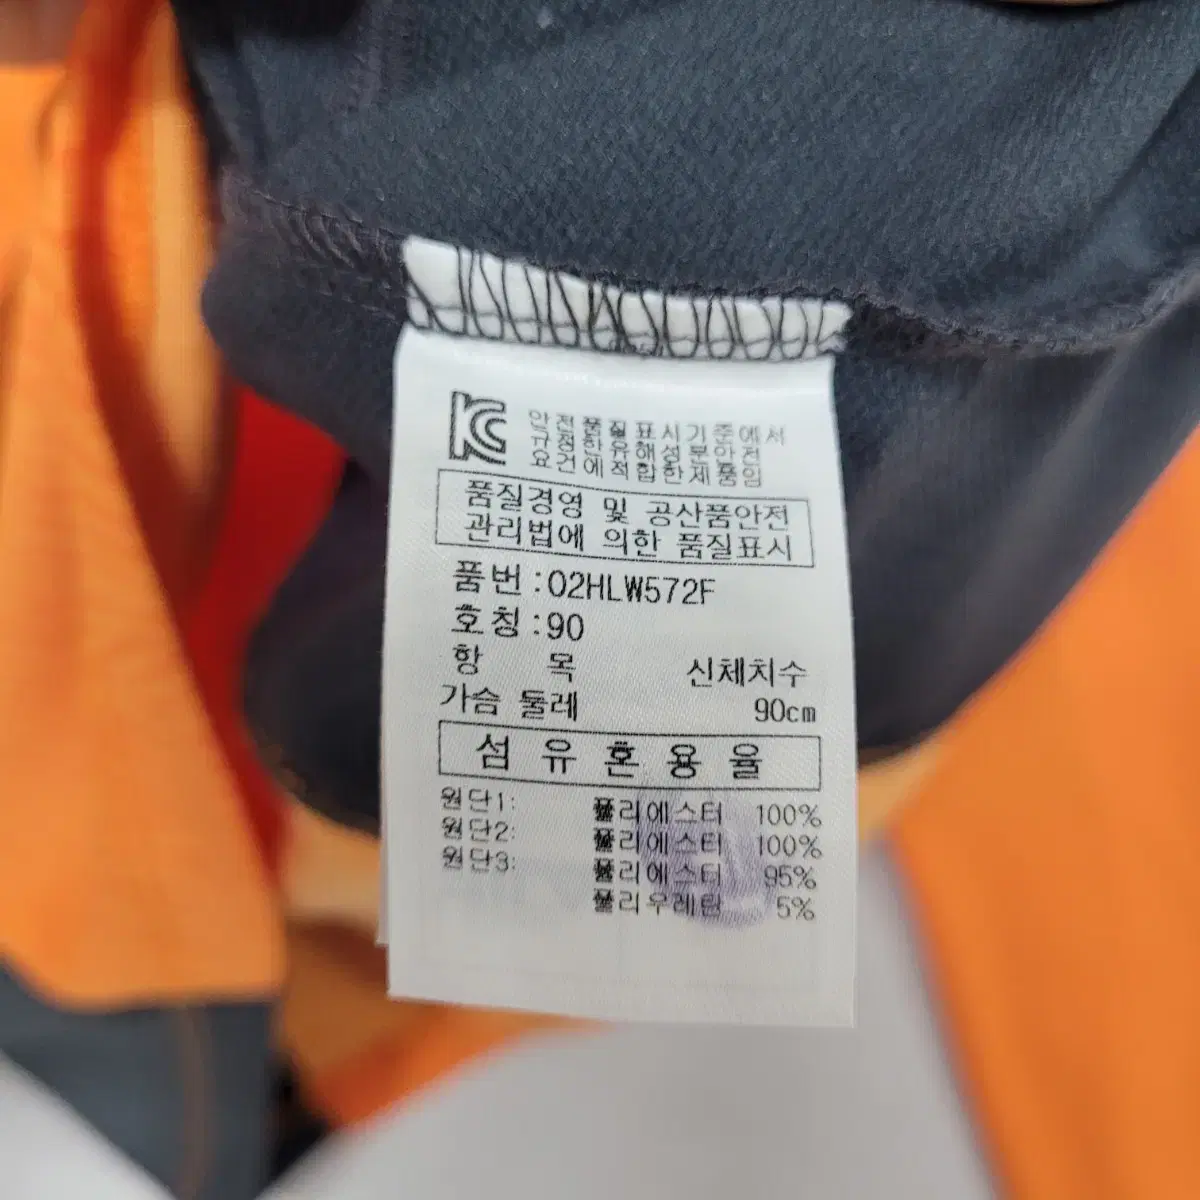 KC 안전품질표시기준에서
규정한유해성분안전
요건에적합한제품임
품질경영 및 공산품안전
관리법에 의한 품질표시
품번:02HLW572F
호칭:90
항 목 신체치수
가슴 둘레 90cm
섬유혼용율
원단1: 폴리에스터 100%
원단2: 폴리에스터 100%
원단3: 폴리에스터 95%
폴리우레탄 5%